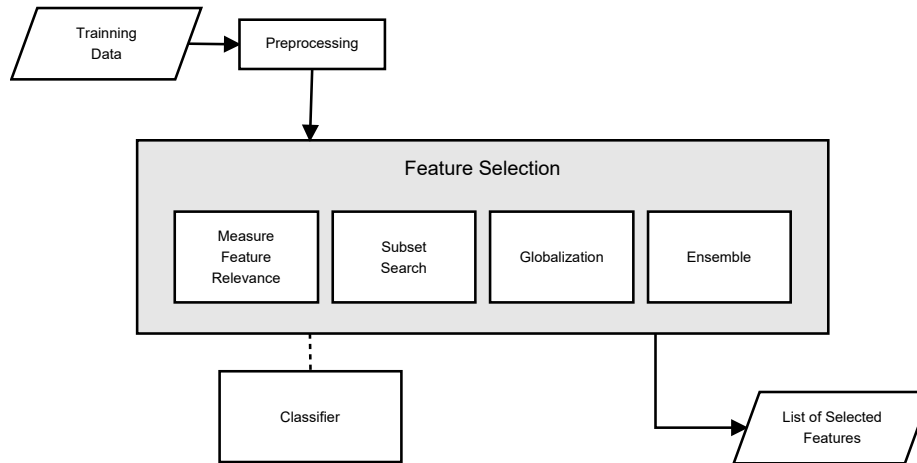 Trainning
Data
Preprocessing
Feature Selection
Measure
Feature
Relevance
Subset
Search
Globalization
Ensemble
Classifier
List of Selected
Features